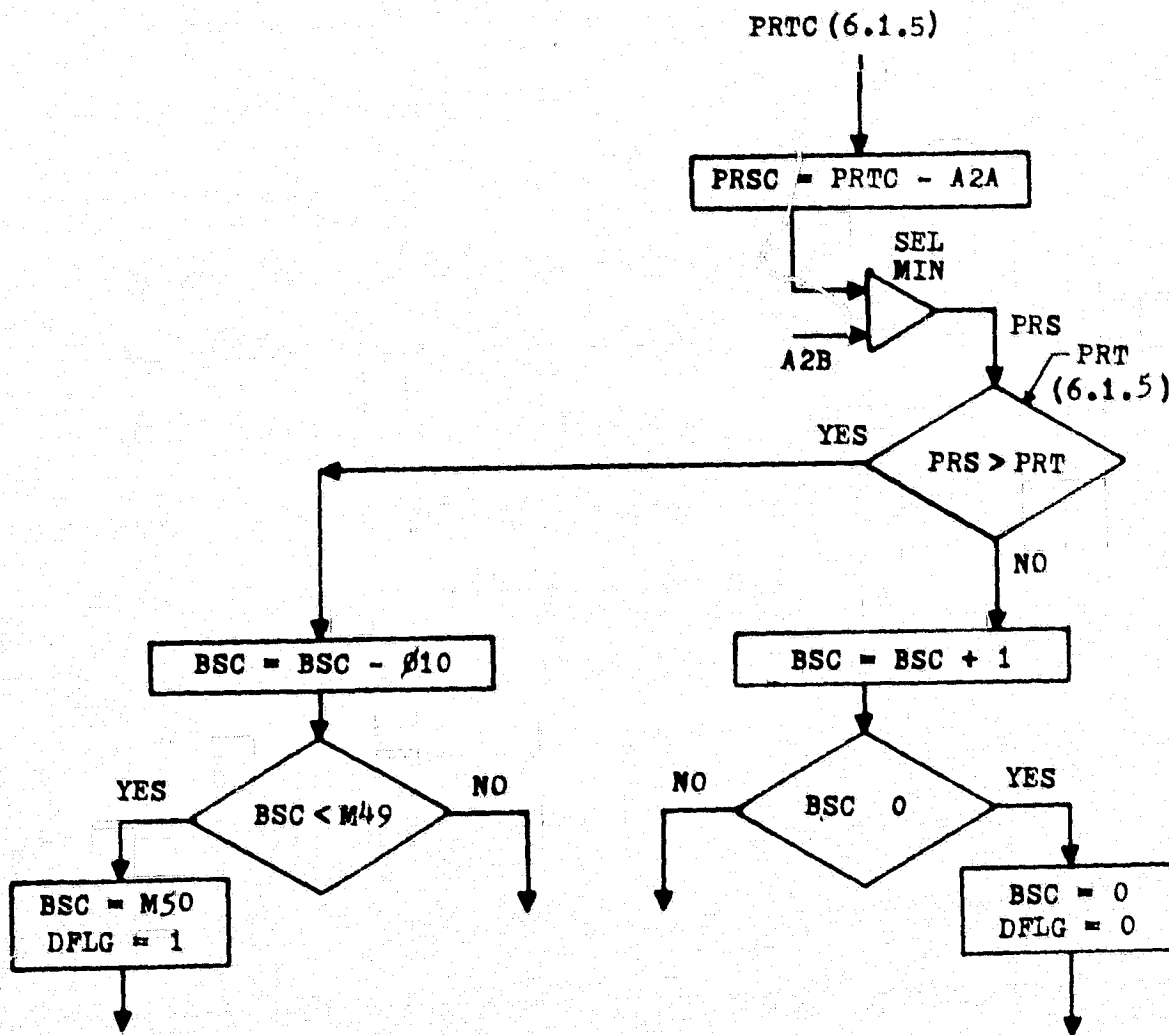 PRTC (6.1.5)
PRSC = PRTC - A2A
SEL
MIN
A2B
PRS
PRT
(6.1.5)
PRS > PRT
YES
NO
BSC = BSC - Ø10
BSC = BSC + 1
BSC < M49
YES
NO
BSC 0
NO
YES
BSC = M50
DFLG = 1
BSC = 0
DFLG = 0